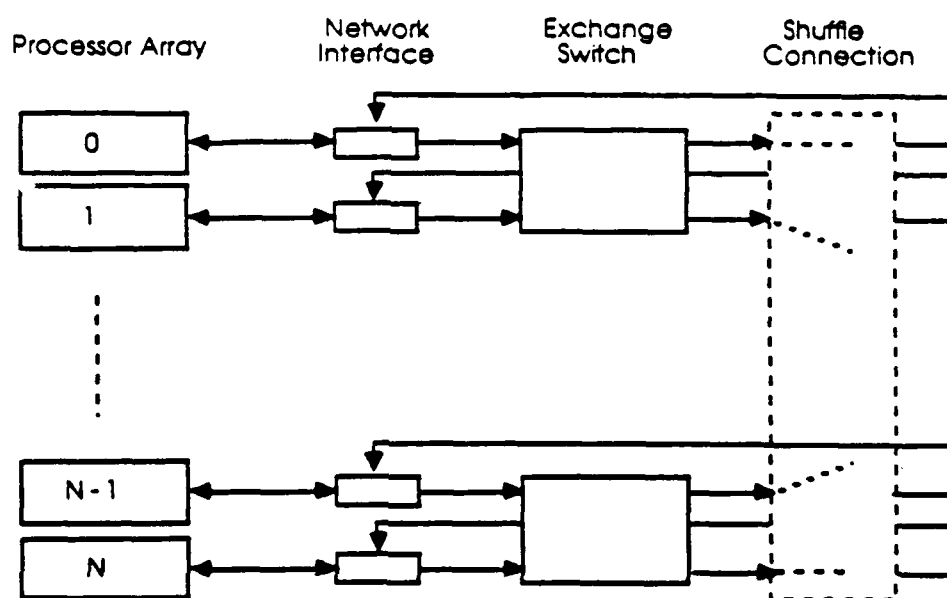 Processor Array
Network
Interface
Exchange
Switch
Shuffle
Connection
0
1
N-1
N